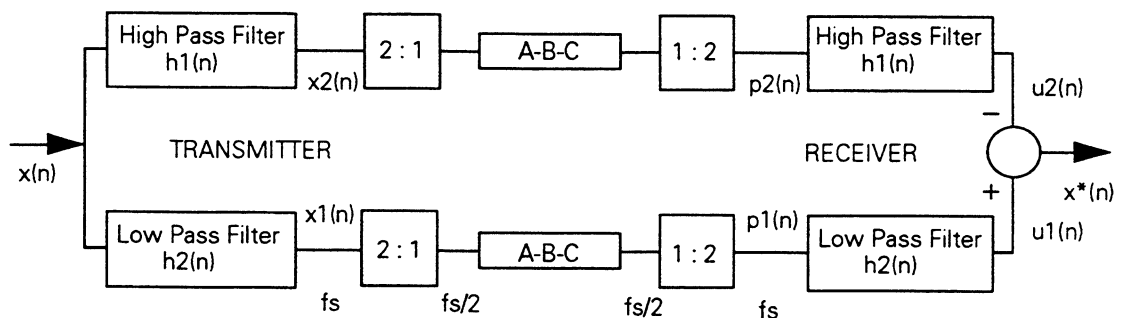 High Pass Filter
h1(n)
x2(n)
2 : 1
A-B-C
1 : 2
p2(n)
High Pass Filter
h1(n)
u2(n)
−
x(n)
TRANSMITTER
RECEIVER
x*(n)
+
u1(n)
Low Pass Filter
h2(n)
x1(n)
2 : 1
A-B-C
1 : 2
p1(n)
Low Pass Filter
h2(n)
fs
fs/2
fs/2
fs